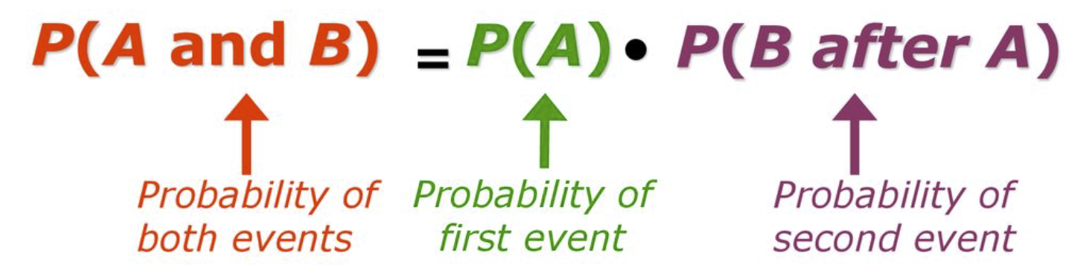 P(A and B) = P(A) • P(B after A)
Probability of both events
Probability of first event
Probability of second event